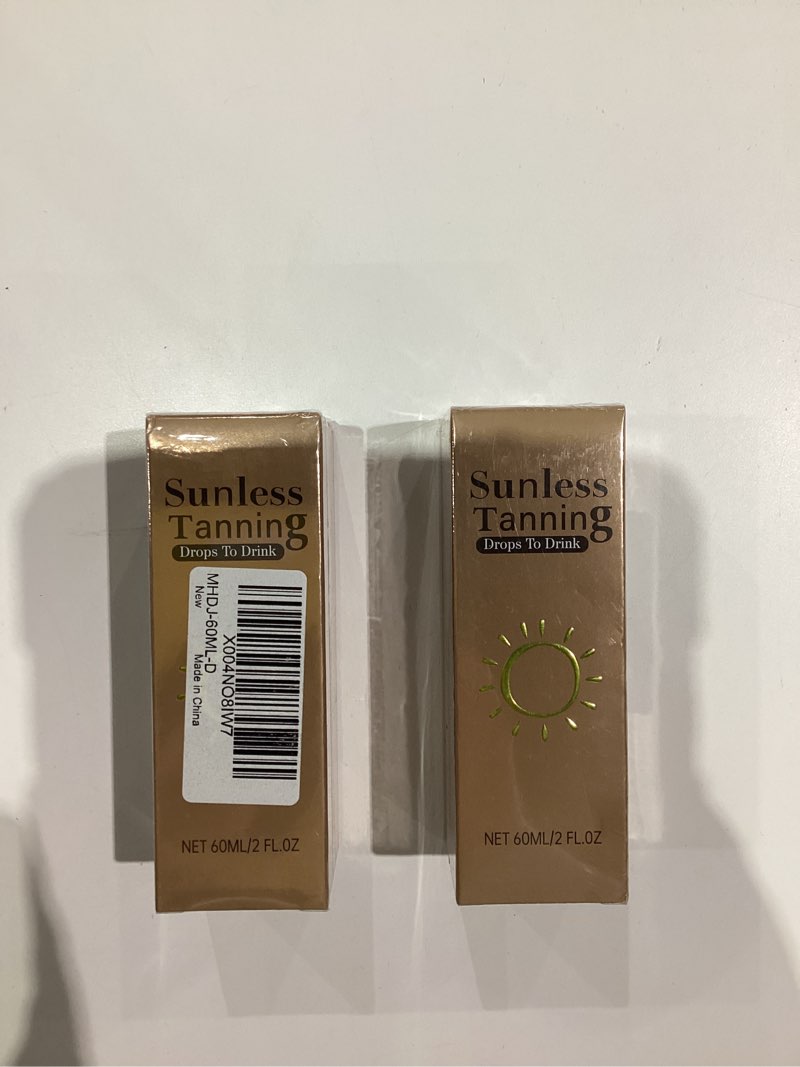 Sunless
Tanning
Drops To Drink
X004NO8IW7
MHDJ-60ML-D
New
Made in China
NET 60ML/2 FL.OZ
Sunless
Tanning
Drops To Drink
NET 60ML/2 FL.OZ